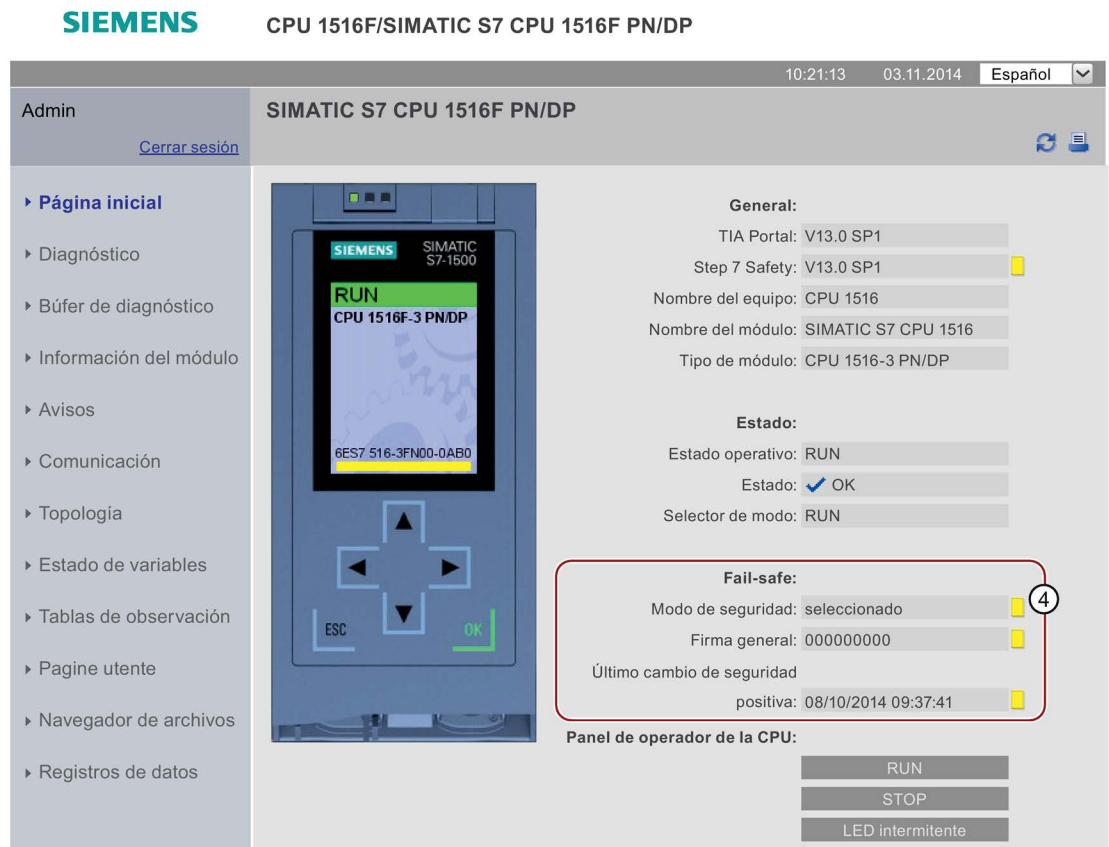 SIEMENS
CPU 1516F/SIMATIC S7 CPU 1516F PN/DP
10:21:13 03.11.2014 Español
Admin
Cerrar sesión
SIMATIC S7 CPU 1516F PN/DP
Página inicial
Diagnóstico
Búfer de diagnóstico
Información del módulo
Avisos
Comunicación
Topología
Estado de variables
Tablas de observación
Pagine utente
Navegador de archivos
Registros de datos
SIEMENS
SIMATIC
S7-1500
RUN
CPU 1516F-3 PN/DP
6ES7 516-3FN00-0AB0
ESC
OK
General:
TIA Portal: V13.0 SP1
Step 7 Safety: V13.0 SP1
Nombre del equipo: CPU 1516
Nombre del módulo: SIMATIC S7 CPU 1516
Tipo de módulo: CPU 1516-3 PN/DP
Estado:
Estado operativo: RUN
Estado: OK
Selector de modo: RUN
Fail-safe:
Modo de seguridad: seleccionado
4
Firma general: 000000000
Último cambio de seguridad
positiva: 08/10/2014 09:37:41
Panel de operador de la CPU:
RUN
STOP
LED intermitente